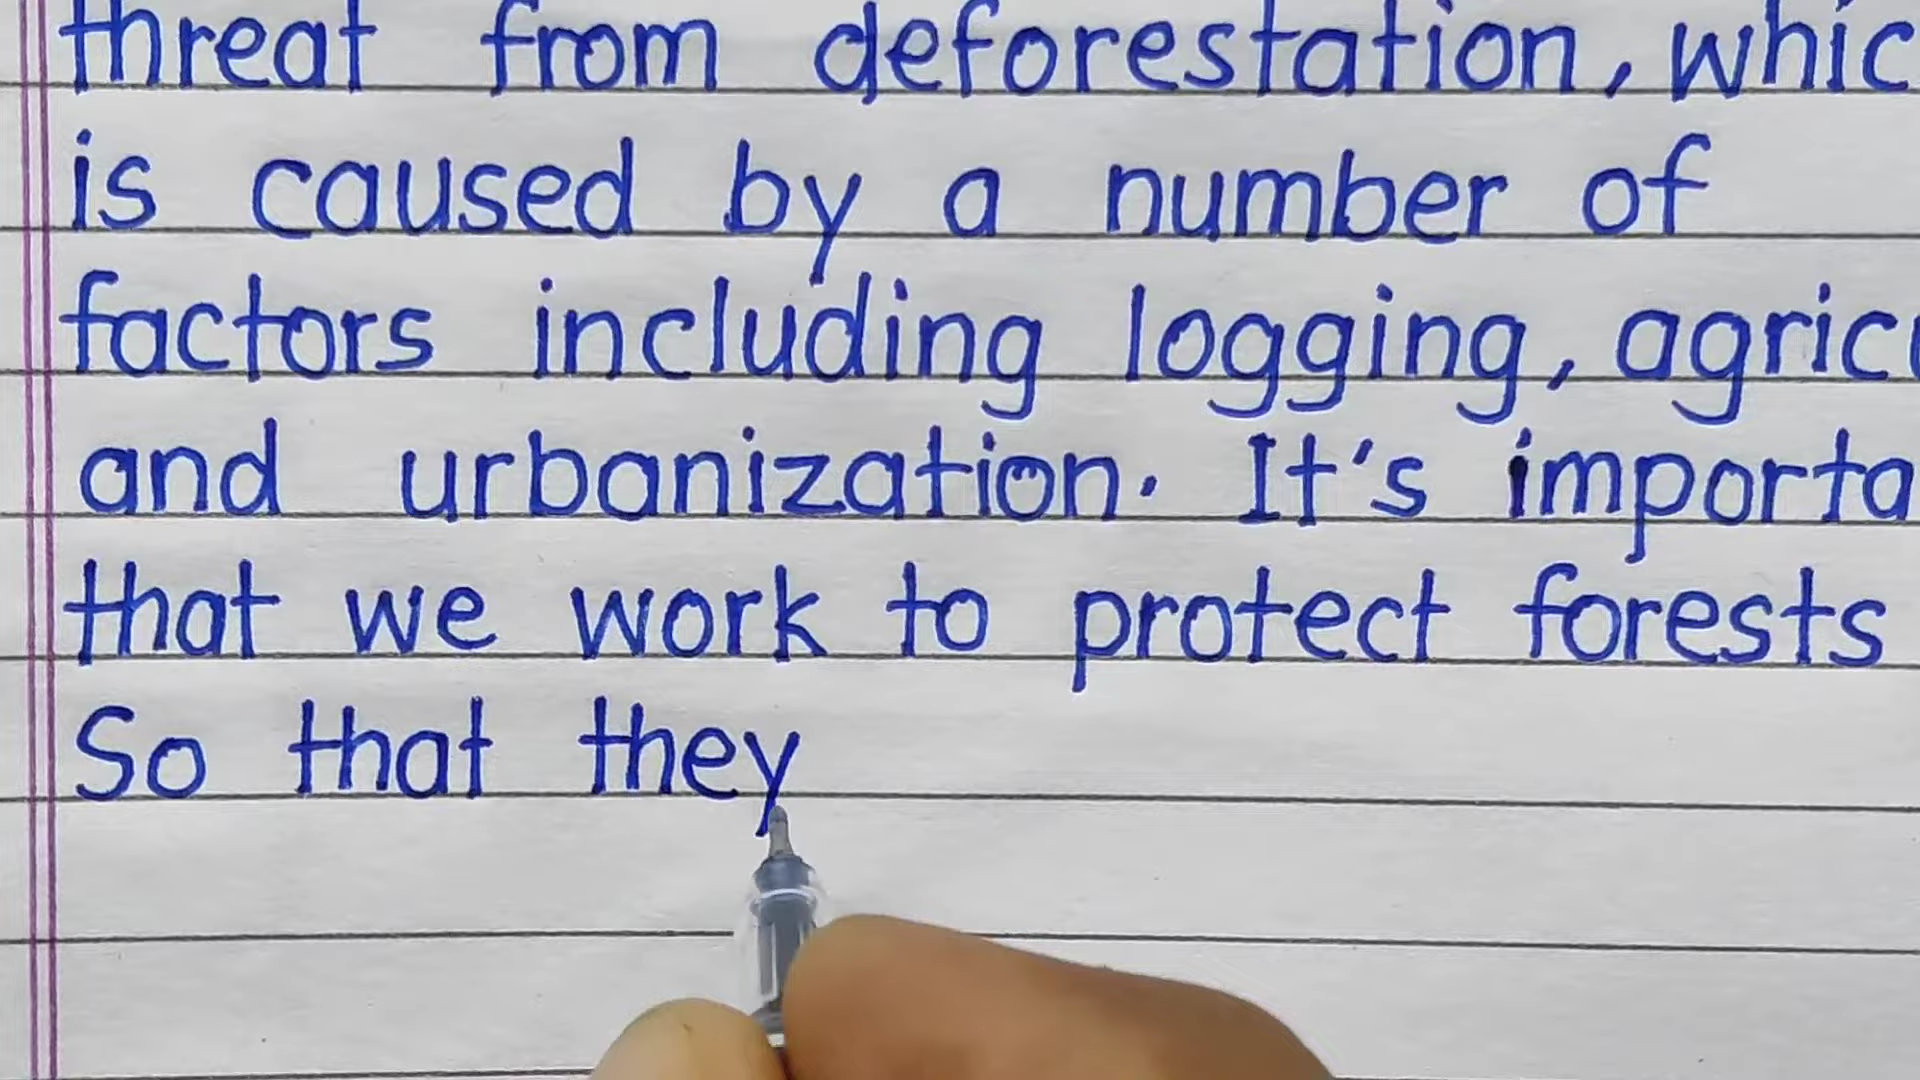 threat from deforestation, whic
is caused by a number of
factors including logging, agricu
and urbanization. It's importa
that we work to protect forests
So that they